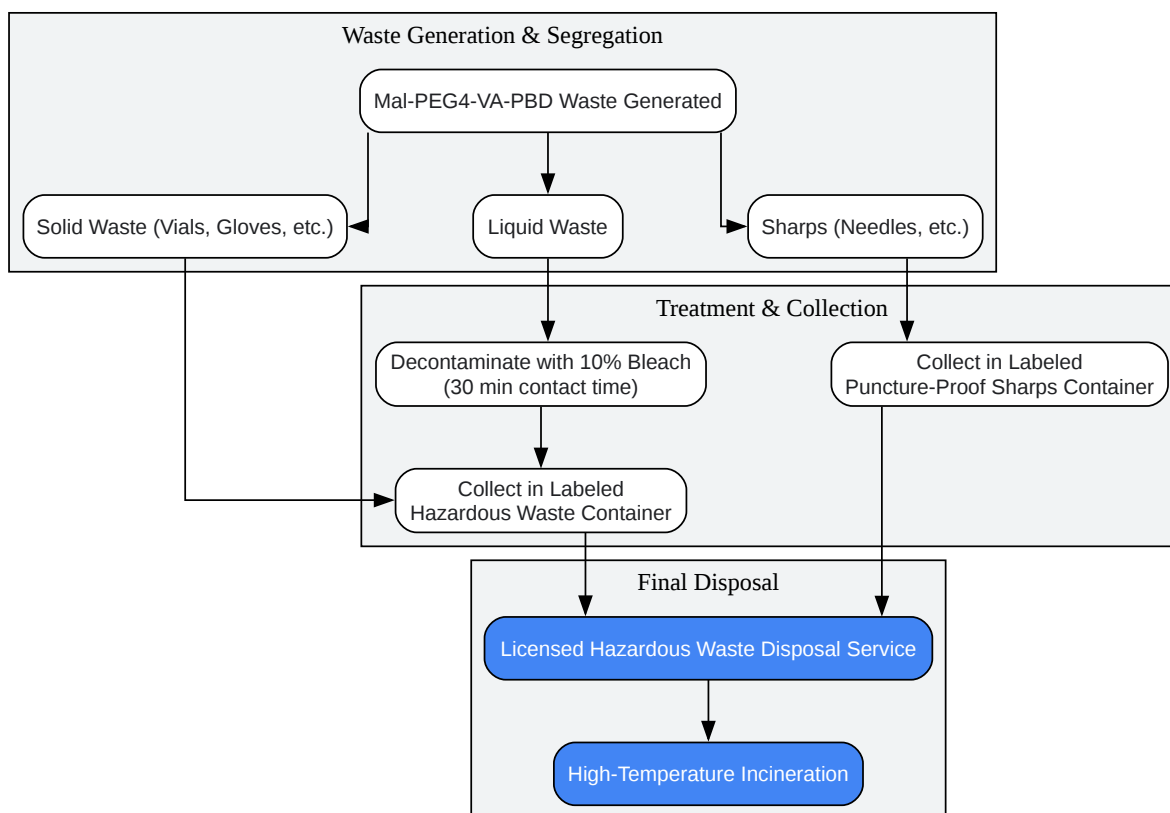 Waste Generation & Segregation
Mal-PEG4-VA-PBD Waste Generated
Solid Waste (Vials, Gloves, etc.)
Liquid Waste
Sharps (Needles, etc.)
Treatment & Collection
Decontaminate with 10% Bleach
(30 min contact time)
Collect in Labeled
Puncture-Proof Sharps Container
Collect in Labeled
Hazardous Waste Container
Final Disposal
Licensed Hazardous Waste Disposal Service
High-Temperature Incineration